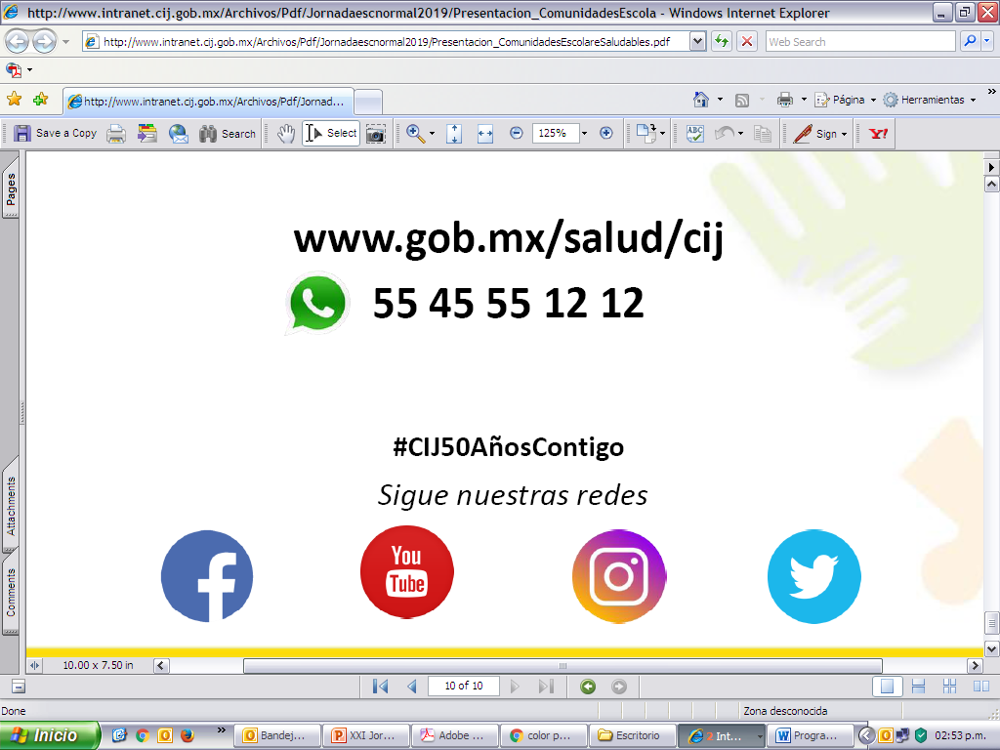 http://www.intranet.cij.gob.mx/Archivos/Pdf/Jornadaescnormal2019/Presentacion_ComunidadesEscola - Windows Internet Explorer
http://www.intranet.cij.gob.mx/Archivos/Pdf/Jornadaescnormal2019/Presentacion_ComunidadesEscolareSaludables.pdf Web Search
http://www.intranet.cij.gob.mx/Archivos/Pdf/Jornad... Página Herramientas
Save a Copy Search Select 125% ABC Sign Y!
Pages
www.gob.mx/salud/cij
55 45 55 12 12
#CIJ50AñosContigo
Sigue nuestras redes
Attachments
Comments
f You Tube
10.00 x 7.50 in
10 of 10
Done Zona desconocida
Inicio Bandej... XXI Jor... Adobe ... color p... Escritorio 2 Int... Progra... 02:53 p.m.